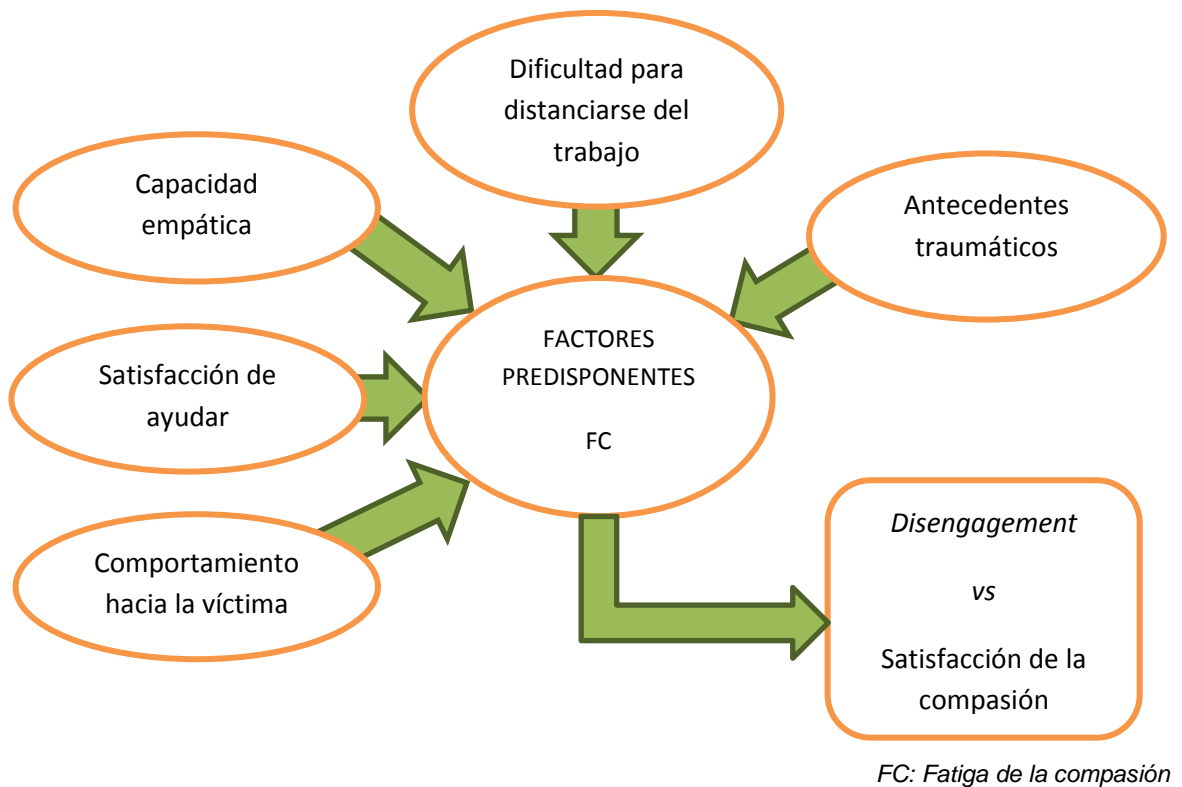 Dificultad para
distanciarse del
trabajo
Capacidad
empática
Antecedentes
traumáticos
Satisfacción de
ayudar
FACTORES
PREDISPONENTES
FC
Comportamiento
hacia la víctima
Disengagement
vs
Satisfacción de la
compasión
FC: Fatiga de la compasión